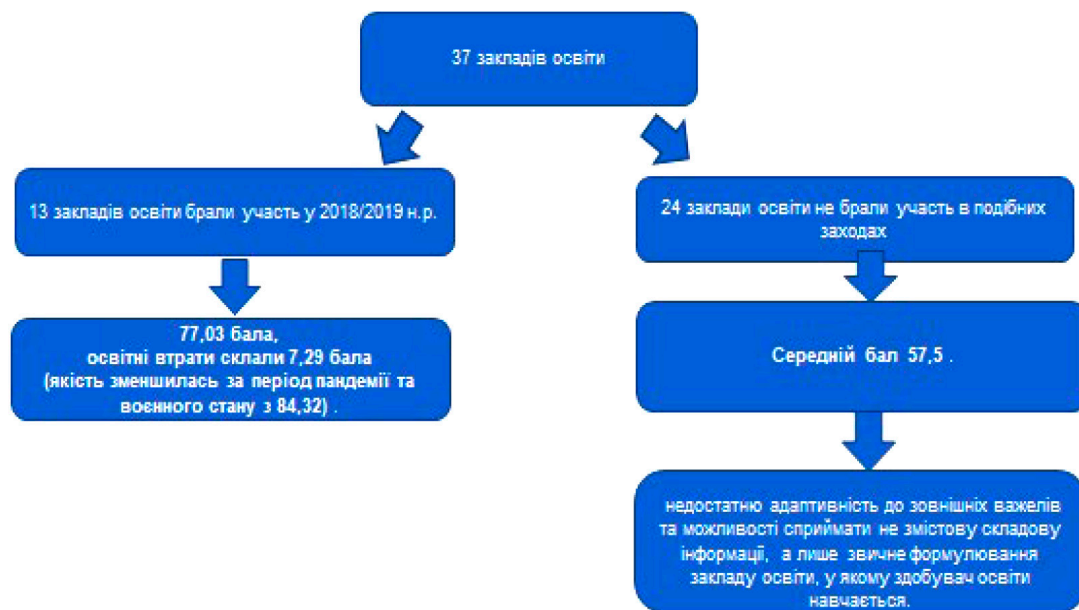 37 закладів освіти
13 закладів освіти брали участь у 2018/2019 н.р.
24 заклади освіти не брали участь в подібних
заходах
77,03 бала,
освітні втрати склали 7,29 бала
(якість зменшилась за період пандемії та
воєнного стану з 84,32) .
Середній бал 57,5 .
недостатню адаптивність до зовнішніх важелів
та можливості сприймати не змістову складову
інформації, а лише звичне формулювання
закладу освіти, у якому здобувач освіти
навчається.